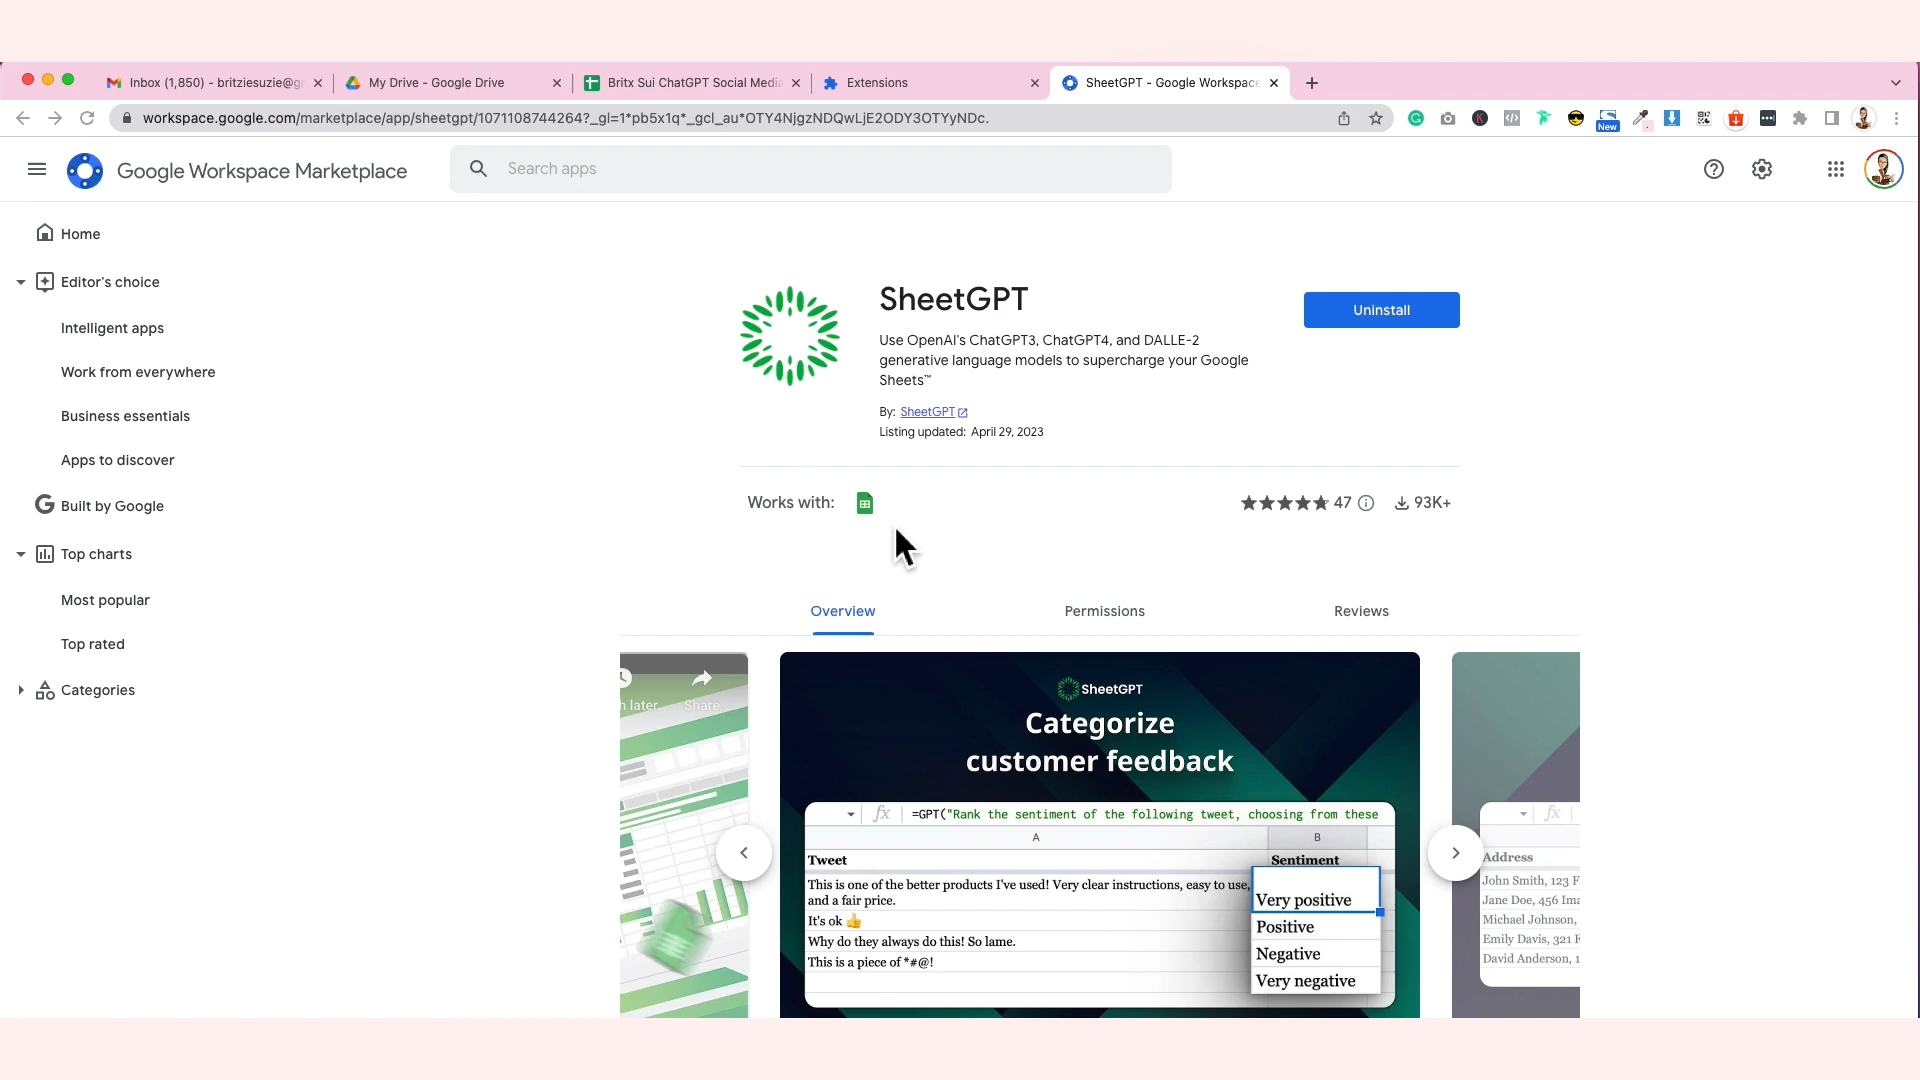 Inbox (1,850) - britziesuzie@g
My Drive - Google Drive
Britx Sui ChatGPT Social Media
Extensions
SheetGPT - Google Workspace
workspace.google.com/marketplace/app/sheetgpt/1071108744264?_gl=1*pb5x1q*_gcl_au*OTY4NjgzNDQwLjE2ODY3OTYyNDc.
New
Google Workspace Marketplace
Search apps
Home
Editor's choice
Intelligent apps
Work from everywhere
Business essentials
Apps to discover
Built by Google
Top charts
Most popular
Top rated
Categories
SheetGPT
Uninstall
Use OpenAI's ChatGPT3, ChatGPT4, and DALLE-2
generative language models to supercharge your Google
Sheets™
By: SheetGPT
Listing updated: April 29, 2023
Works with:
47
93K+
Overview
Permissions
Reviews
h later
Share
SheetGPT
Categorize
customer feedback
fx =GPT("Rank the sentiment of the following tweet, choosing from these
A B
Tweet Sentiment
This is one of the better products I've used! Very clear instructions, easy to use,
and a fair price.
Very positive
It's ok 👍
Positive
Why do they always do this! So lame.
Negative
This is a piece of *#@!
Very negative
fx
Address
John Smith, 123 F
Jane Doe, 456 Ima
Michael Johnson,
Emily Davis, 321 F
David Anderson, 1